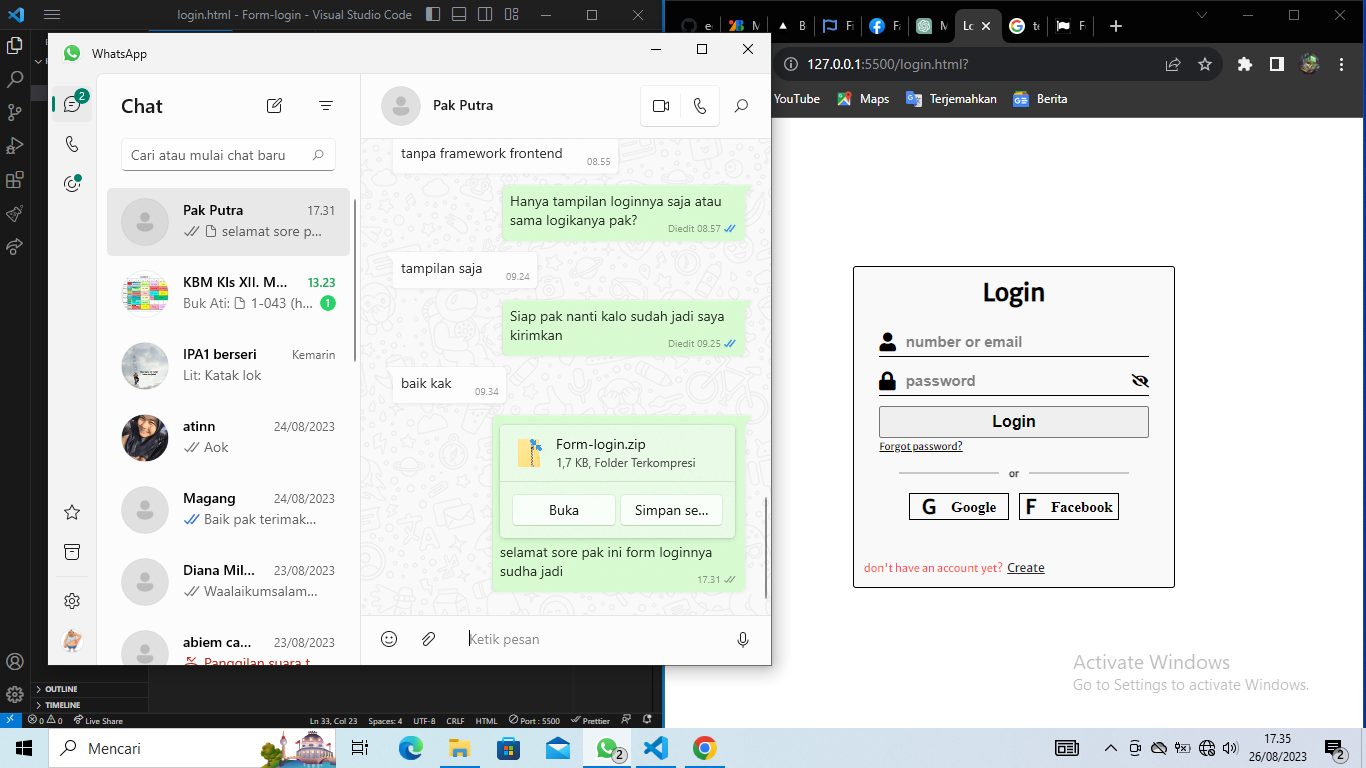 login.html - Form-login - Visual Studio Code
WhatsApp
2
Chat
Cari atau mulai chat baru
Pak Putra
17.31
selamat sore p...
KBM Kls XII. M...
13.23
Buk Ati: 1-043 (h...
1
IPA1 berseri
Kemarin
Lit: Katak lok
atinn
24/08/2023
Aok
Magang
24/08/2023
Baik pak terimak...
Diana Mil...
23/08/2023
Waalaikumsalam...
abiem ca...
23/08/2023
Panggilan suara t...
Pak Putra
tanpa framework frontend
08.55
Hanya tampilan loginnya saja atau
sama logikanya pak?
Diedit 08.57
tampilan saja
09.24
Siap pak nanti kalo sudah jadi saya
kirimkan
Diedit 09.25
baik kak
09.34
Form-login.zip
1,7 KB, Folder Terkompresi
Buka
Simpan se...
selamat sore pak ini form loginnya
sudha jadi
17.31
Ketik pesan
OUTLINE
TIMELINE
0 0 Live Share
Ln 33, Col 23 Spaces: 4 UTF-8 CRLF HTML Port : 5500 Prettier
127.0.0.1:5500/login.html?
YouTube Maps Terjemahkan Berita
Login
number or email
password
Login
Forgot password?
or
G Google
F Facebook
don't have an account yet? Create
Activate Windows
Go to Settings to activate Windows.
Mencari
2
17.35
26/08/2023
2